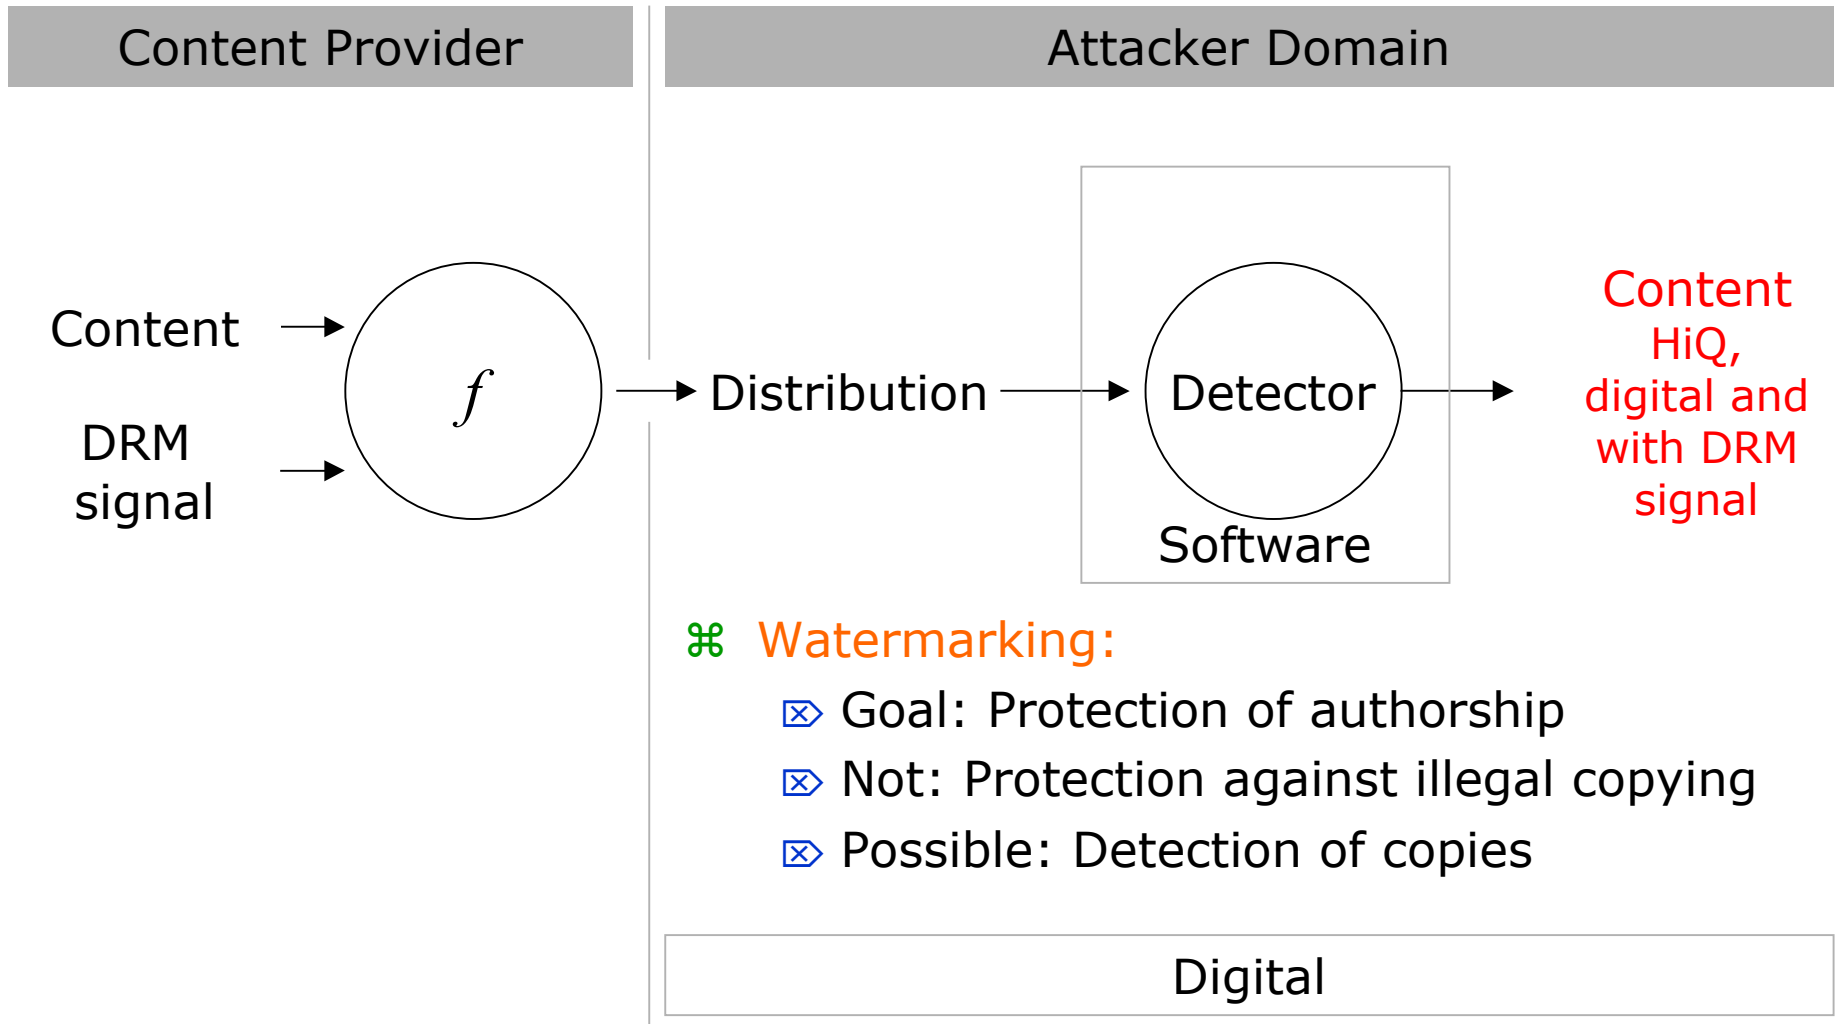 Content Provider
Attacker Domain
Content
DRM
signal
f
Distribution
Detector
Software
Content
HiQ,
digital and
with DRM
signal
⌘ Watermarking:
⌦ Goal: Protection of authorship
⌦ Not: Protection against illegal copying
⌦ Possible: Detection of copies
Digital